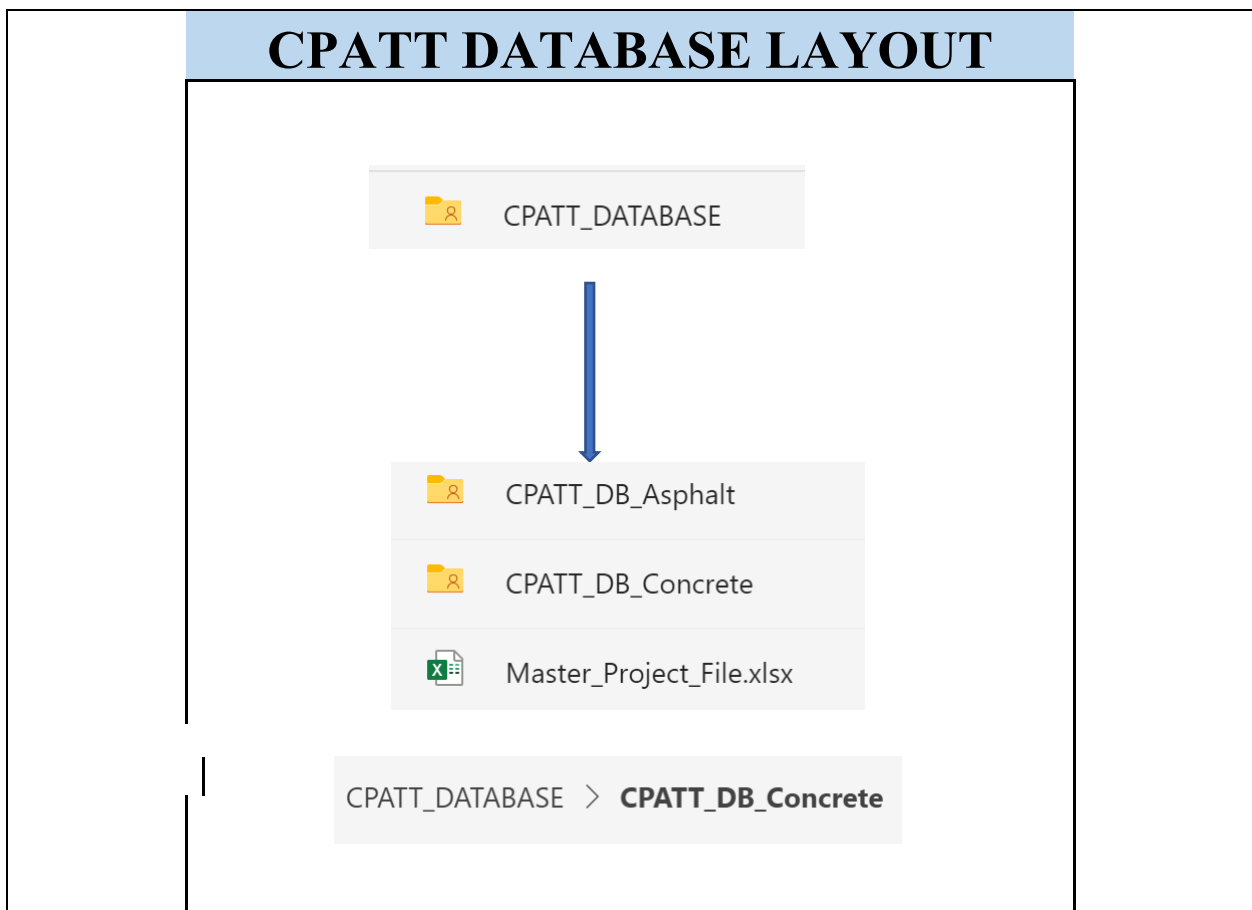 CPATT DATABASE LAYOUT
CPATT_DATABASE
CPATT_DB_Asphalt
CPATT_DB_Concrete
Master_Project_File.xlsx
CPATT_DATABASE > CPATT_DB_Concrete